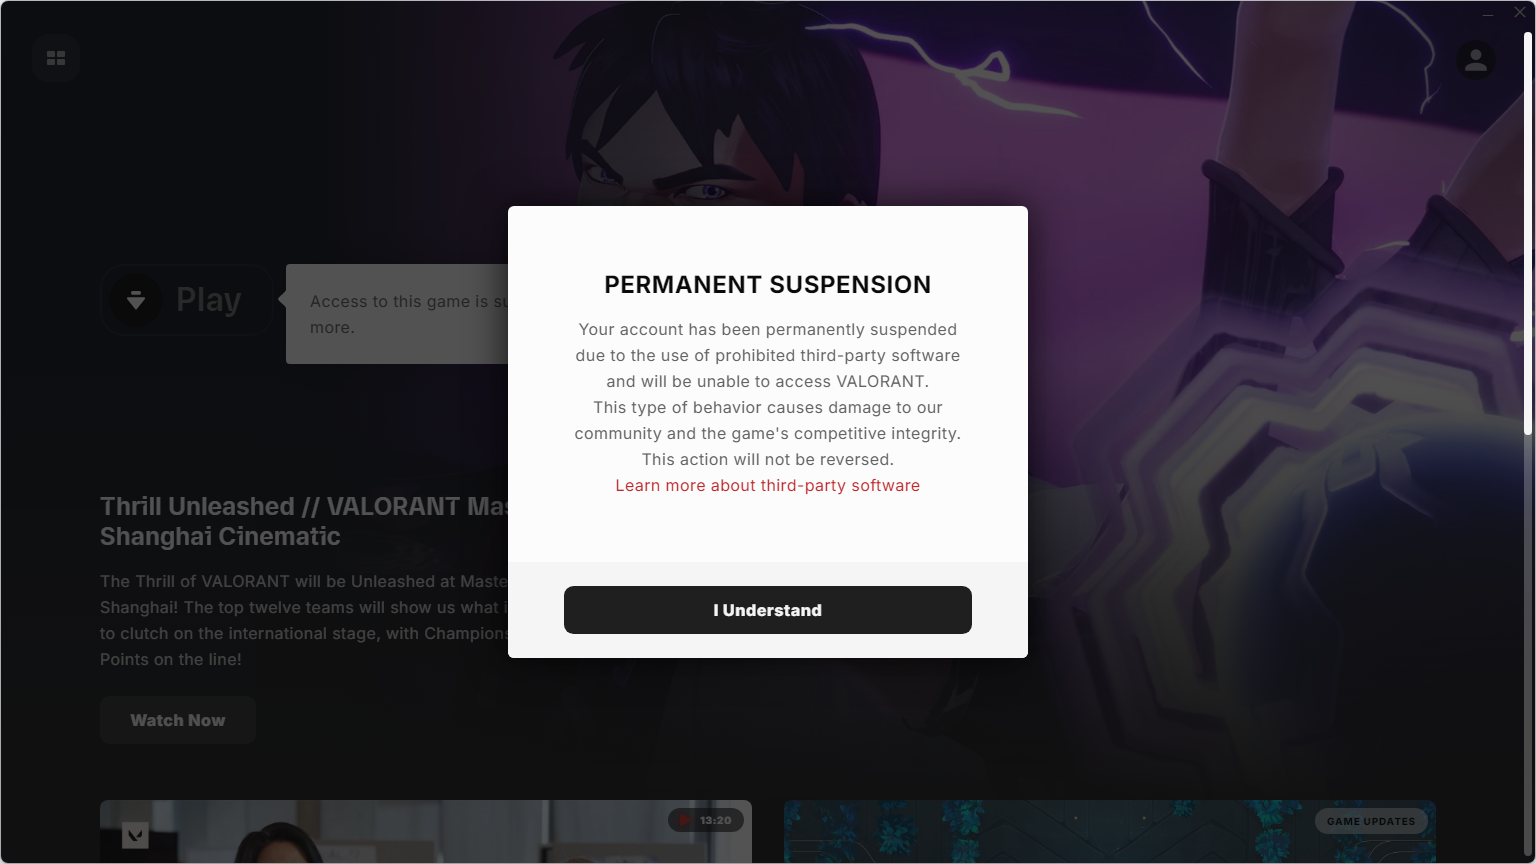 Play
Access to this game is su
more.
PERMANENT SUSPENSION
Your account has been permanently suspended
due to the use of prohibited third-party software
and will be unable to access VALORANT.
This type of behavior causes damage to our
community and the game's competitive integrity.
This action will not be reversed.
Learn more about third-party software
I Understand
Thrill Unleashed // VALORANT Mas
Shanghai Cinematic
The Thrill of VALORANT will be Unleashed at Maste
Shanghai! The top twelve teams will show us what i
to clutch on the international stage, with Champions
Points on the line!
Watch Now
13:20
GAME UPDATES